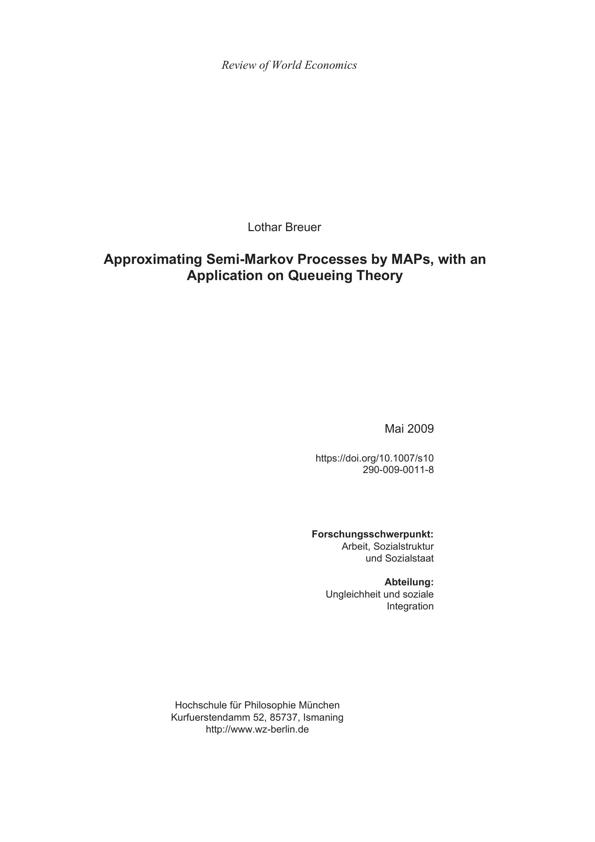 Review of World Economics
Lothar Breuer
Approximating Semi-Markov Processes by MAPs, with an
Application on Queueing Theory
Mai 2009
https://doi.org/10.1007/s10
290-009-0011-8
Forschungsschwerpunkt:
Arbeit, Sozialstruktur
und Sozialstaat
Abteilung:
Ungleichheit und soziale
Integration
Hochschule für Philosophie München
Kurfuerstendamm 52, 85737, Ismaning
http://www.wz-berlin.de